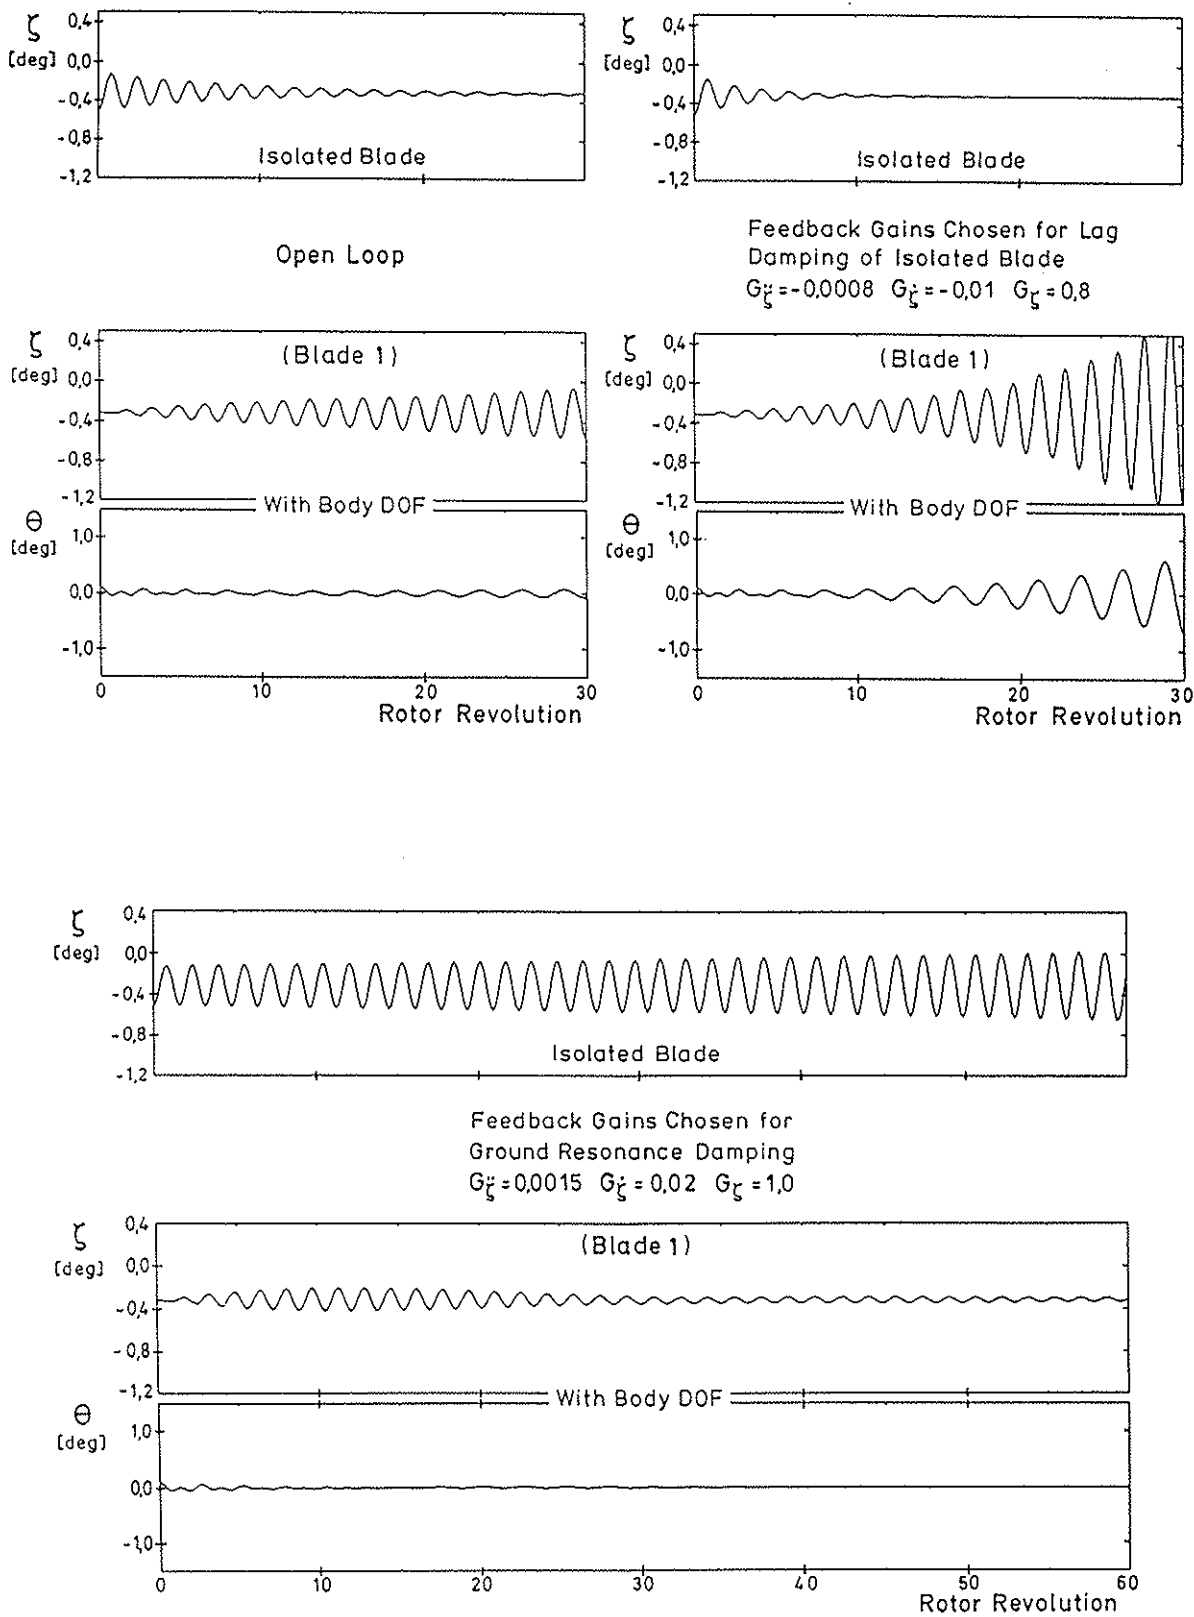 ζ
[deg]
0,4
0,0
-0,4
-0,8
-1,2
Isolated Blade
Open Loop
ζ
[deg]
0,4
0,0
-0,4
-0,8
-1,2
(Blade 1)
With Body DOF
θ
[deg]
1,0
0,0
-1,0
0 10 20 30
Rotor Revolution
ζ
[deg]
0,4
0,0
-0,4
-0,8
-1,2
Isolated Blade
Feedback Gains Chosen for Lag
Damping of Isolated Blade
G_ζ̈ = -0,0008 G_ζ̇ = -0,01 G_ζ = 0,8
ζ
[deg]
0,4
0,0
-0,4
-0,8
-1,2
(Blade 1)
With Body DOF
θ
[deg]
1,0
0,0
-1,0
0 10 20 30
Rotor Revolution
ζ
[deg]
0,4
0,0
-0,4
-0,8
-1,2
Isolated Blade
Feedback Gains Chosen for
Ground Resonance Damping
G_ζ̈ = 0,0015 G_ζ̇ = 0,02 G_ζ = 1,0
ζ
[deg]
0,4
0,0
-0,4
-0,8
-1,2
(Blade 1)
With Body DOF
θ
[deg]
1,0
0,0
-1,0
0 10 20 30 40 50 60
Rotor Revolution